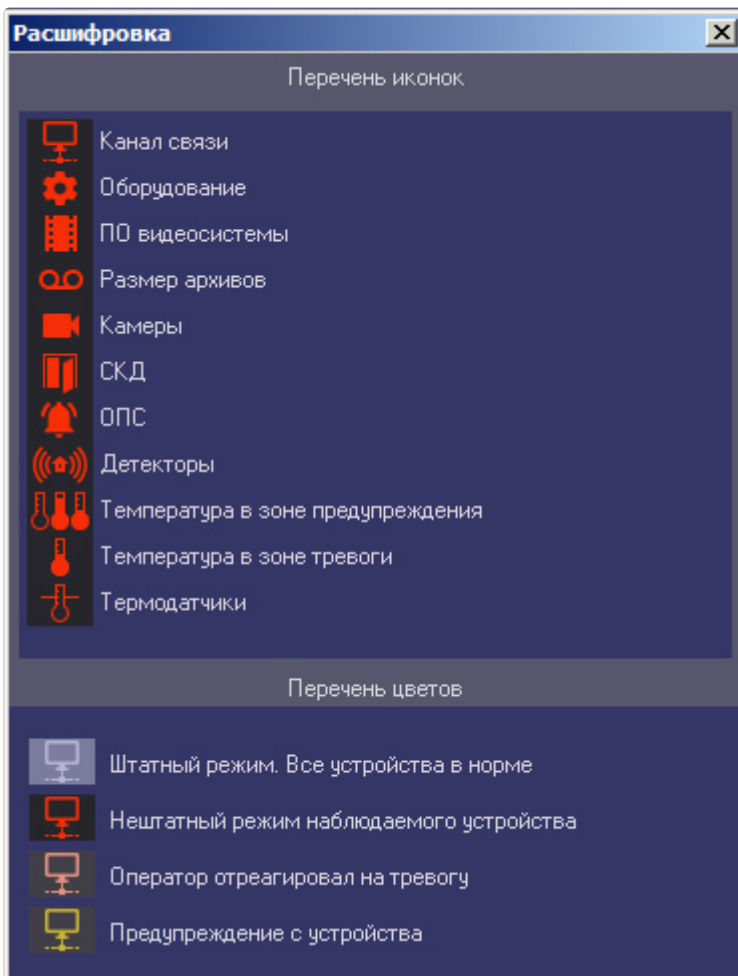 Расшифровка
Перечень иконок
Канал связи
Оборудование
ПО видеосистемы
Размер архивов
Камеры
СКД
ОПС
Детекторы
Температура в зоне предупреждения
Температура в зоне тревоги
Термодатчики
Перечень цветов
Штатный режим. Все устройства в норме
Нештатный режим наблюдаемого устройства
Оператор отреагировал на тревогу
Предупреждение с устройства